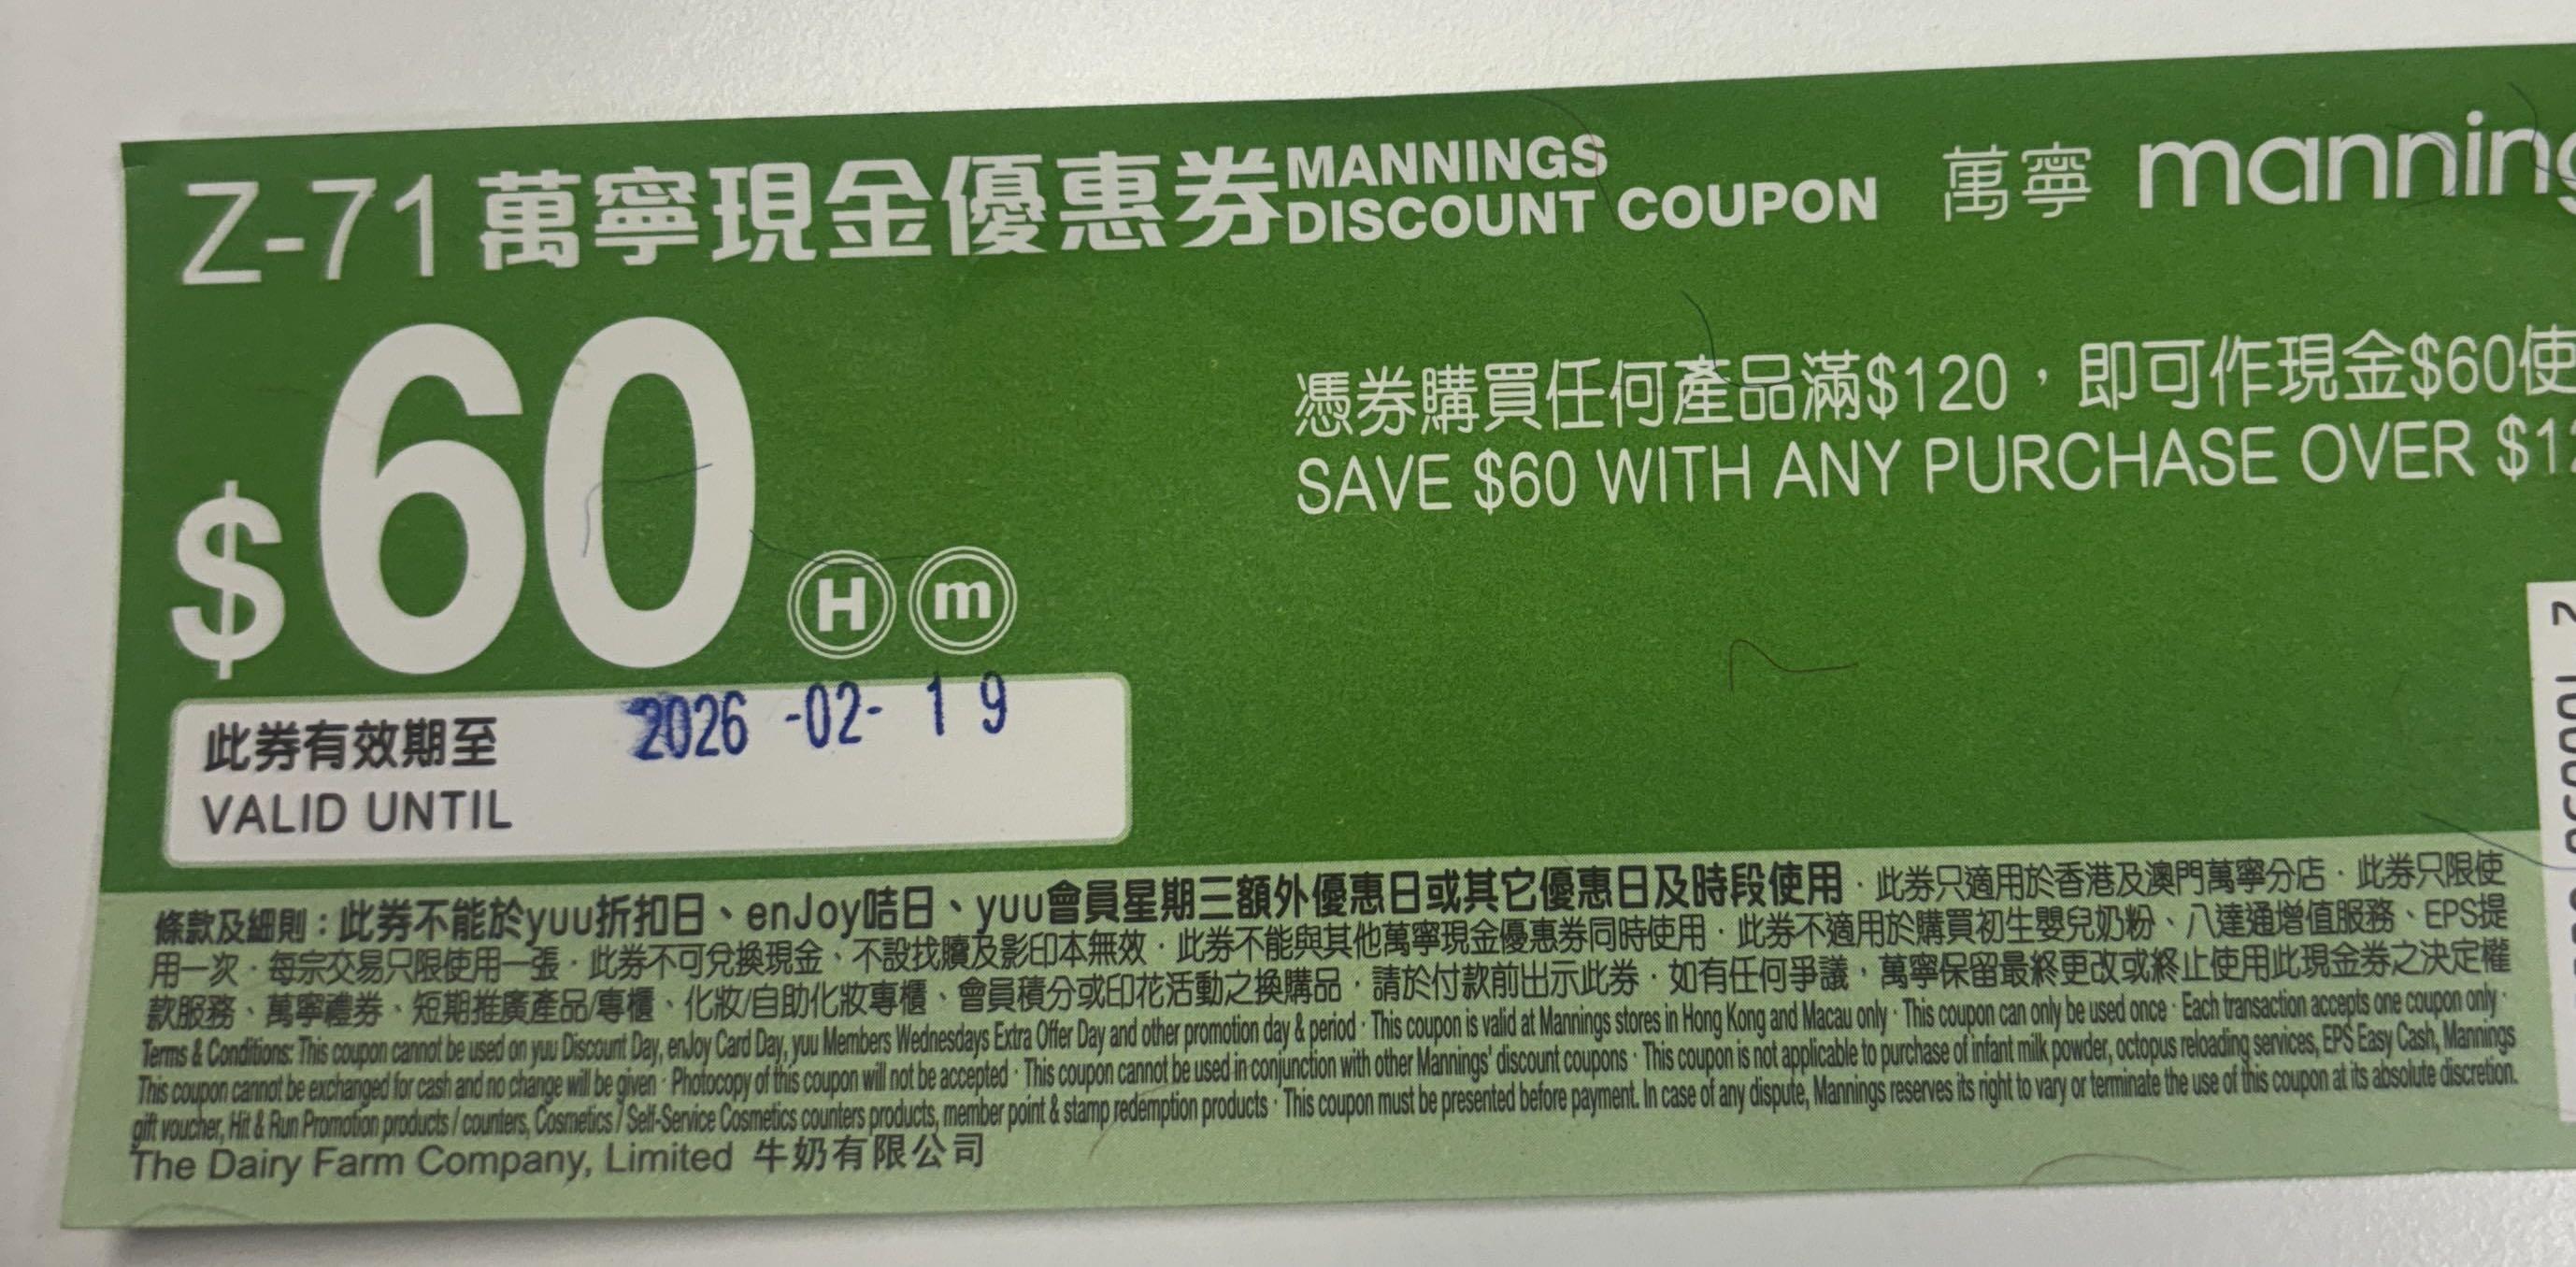 Z-71 萬寧現金優惠券 MANNINGS DISCOUNT COUPON 萬寧 manning
$60 H m
憑券購買任何產品滿$120，即可作現金$60使
SAVE $60 WITH ANY PURCHASE OVER $12
此券有效期至 2026 -02- 19
VALID UNTIL
條款及細則：此券不能於yuu折扣日、enJoy咭日、yuu會員星期三額外優惠日或其它優惠日及時段使用．此券只適用於香港及澳門萬寧分店．此券只限使
用一次．每宗交易只限使用一張．此券不可兌換現金、不設找贖及影印本無效．此券不能與其他萬寧現金優惠券同時使用．此券不適用於購買初生嬰兒奶粉、八達通增值服務、EPS提
款服務、萬寧禮券、短期推廣產品/專櫃、化妝/自助化妝專櫃、會員積分或印花活動之換購品．請於付款前出示此券．如有任何爭議，萬寧保留最終更改或終止使用此現金券之決定權
Terms & Conditions: This coupon cannot be used on yuu Discount Day, enJoy Card Day, yuu Members Wednesdays Extra Offer Day and other promotion day & period · This coupon is valid at Mannings stores in Hong Kong and Macau only · This coupon can only be used once · Each transaction accepts one coupon only ·
This coupon cannot be exchanged for cash and no change will be given · Photocopy of this coupon will not be accepted · This coupon cannot be used in conjunction with other Mannings' discount coupons · This coupon is not applicable to purchase of infant milk powder, octopus reloading services, EPS Easy Cash, Mannings
gift voucher, Hit & Run Promotion products / counters, Cosmetics / Self-Service Cosmetics counters products, member point & stamp redemption products · This coupon must be presented before payment. In case of any dispute, Mannings reserves its right to vary or terminate the use of this coupon at its absolute discretion.
The Dairy Farm Company, Limited 牛奶有限公司